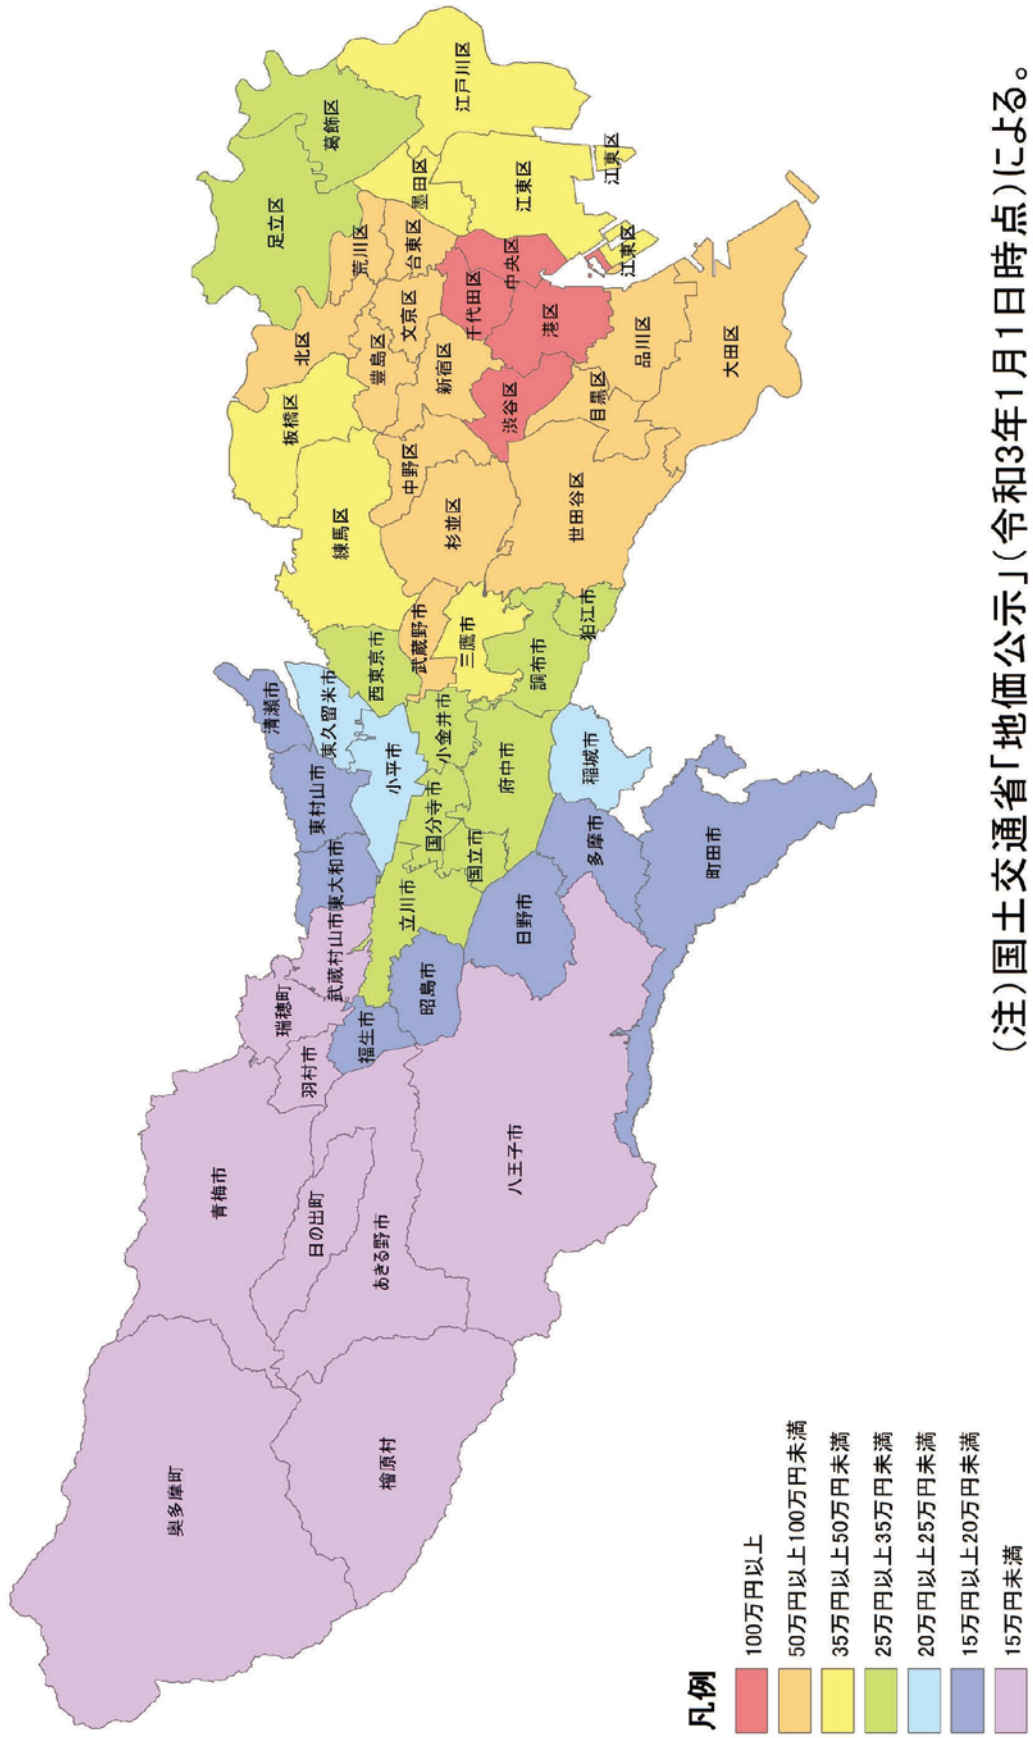 奥多摩町
檜原村
青梅市
日の出町
あきる野市
八王子市
瑞穂町
羽村市
福生市
武蔵村山市
昭島市
東大和市
立川市
日野市
東村山市
国分寺市
国立市
多摩市
町田市
清瀬市
東久留米市
小平市
小金井市
府中市
稲城市
西東京市
武蔵野市
三鷹市
調布市
狛江市
練馬区
板橋区
中野区
杉並区
世田谷区
北区
豊島区
新宿区
渋谷区
目黒区
文京区
千代田区
港区
品川区
大田区
足立区
荒川区
台東区
中央区
葛飾区
墨田区
江東区
江東区
江東区
江戸川区
凡例
100万円以上
50万円以上100万円未満
35万円以上50万円未満
25万円以上35万円未満
20万円以上25万円未満
15万円以上20万円未満
15万円未満
(注)国土交通省「地価公示」(令和3年1月1日時点)による。